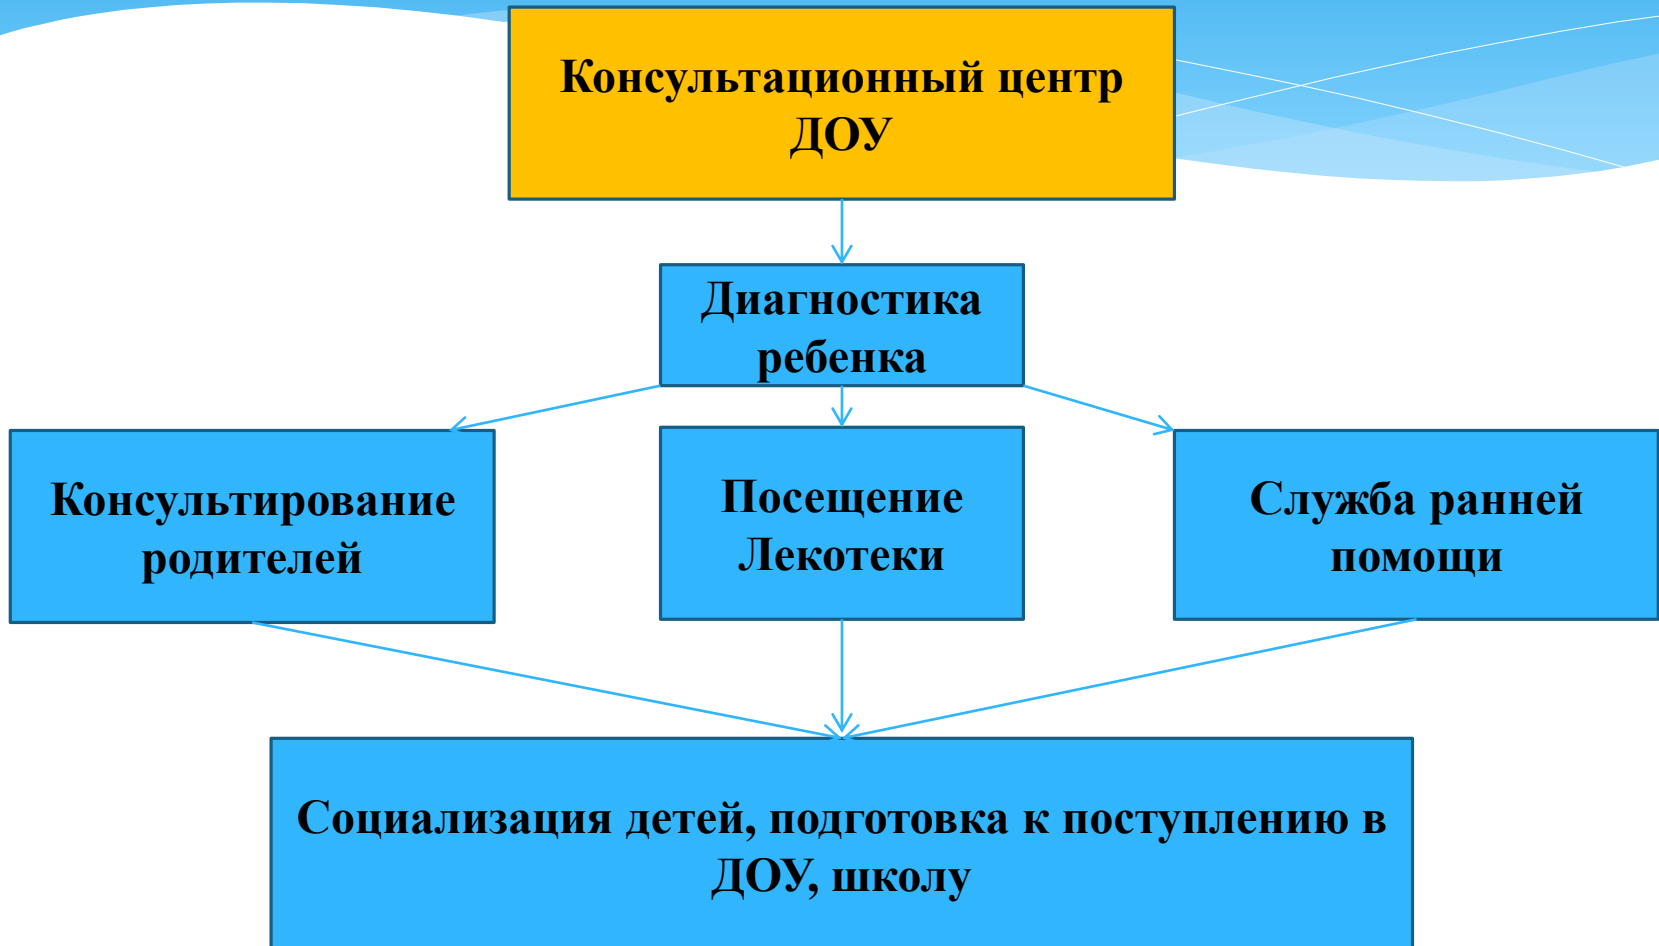 Консультационный центр
ДОУ
Диагностика
ребенка
Консультирование
родителей
Посещение
Лекотеки
Служба ранней
помощи
Социализация детей, подготовка к поступлению в
ДОУ, школу